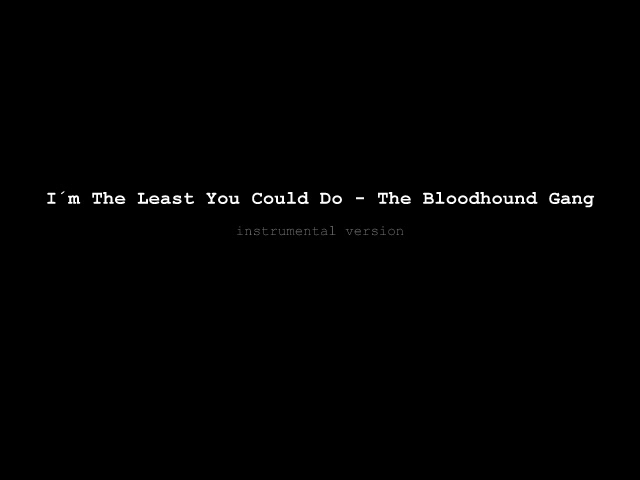 I´m The Least You Could Do - The Bloodhound Gang
instrumental version